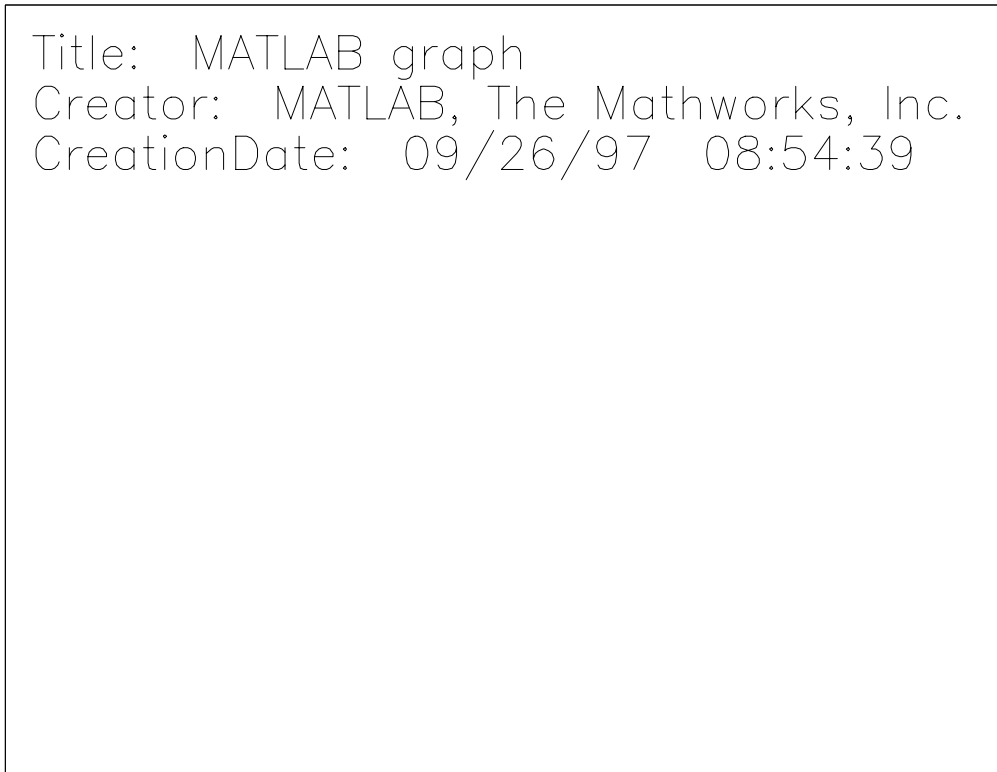 Title: MATLAB graph
Creator: MATLAB, The Mathworks, Inc.
CreationDate: 09/26/97 08:54:39